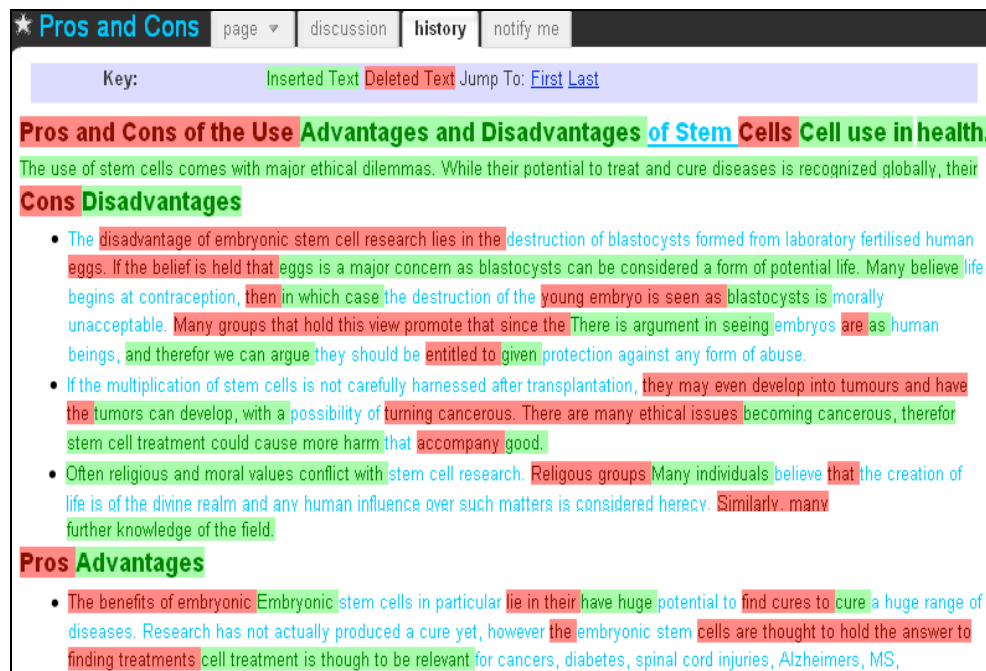 Pros and Cons page discussion history notify me
Key: Inserted Text Deleted Text Jump To: First Last
Pros and Cons of the Use Advantages and Disadvantages of Stem Cells Cell use in health.
The use of stem cells comes with major ethical dilemmas. While their potential to treat and cure diseases is recognized globally, their
Cons Disadvantages
• The disadvantage of embryonic stem cell research lies in the destruction of blastocysts formed from laboratory fertilised human
eggs. If the belief is held that eggs is a major concern as blastocysts can be considered a form of potential life. Many believe life
begins at contraception, then in which case the destruction of the young embryo is seen as blastocysts is morally
unacceptable. Many groups that hold this view promote that since the There is argument in seeing embryos are as human
beings, and therefor we can argue they should be entitled to given protection against any form of abuse.
• If the multiplication of stem cells is not carefully harnessed after transplantation, they may even develop into tumours and have
the tumors can develop, with a possibility of turning cancerous. There are many ethical issues becoming cancerous, therefor
stem cell treatment could cause more harm that accompany good.
• Often religious and moral values conflict with stem cell research. Religous groups Many individuals believe that the creation of
life is of the divine realm and any human influence over such matters is considered herecy. Similarly, many
further knowledge of the field.
Pros Advantages
• The benefits of embryonic Embryonic stem cells in particular lie in their have huge potential to find cures to cure a huge range of
diseases. Research has not actually produced a cure yet, however the embryonic stem cells are thought to hold the answer to
finding treatments cell treatment is though to be relevant for cancers, diabetes, spinal cord injuries, Alzheimers, MS,